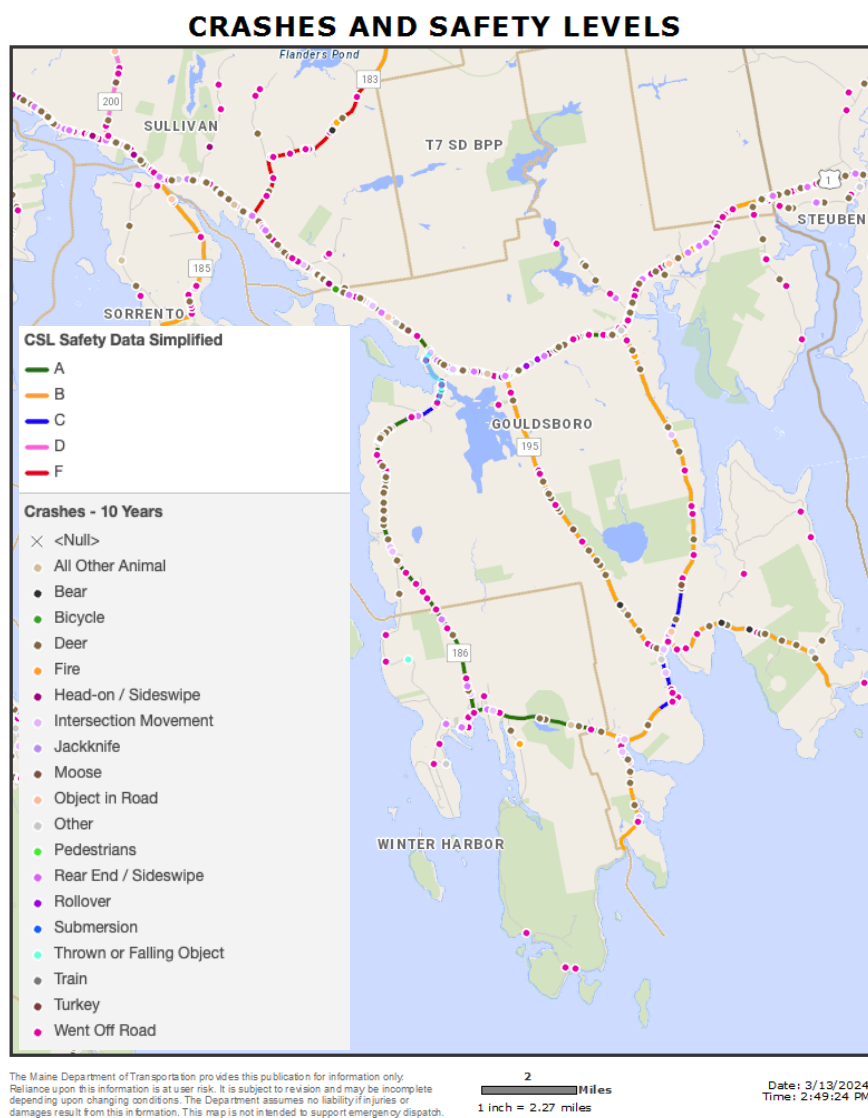 CRASHES AND SAFETY LEVELS
Flanders Pond
183
200
SULLIVAN
T7 SD BPP
1
STEUBEN
185
SORRENTO
CSL Safety Data Simplified
A
B
C
D
F
GOULDSBORO
195
Crashes - 10 Years
<Null>
All Other Animal
Bear
Bicycle
Deer
Fire
Head-on / Sideswipe
186
Intersection Movement
Jackknife
Moose
Object in Road
Other
WINTER HARBOR
Pedestrians
Rear End / Sideswipe
Rollover
Submersion
Thrown or Falling Object
Train
Turkey
Went Off Road
The Maine Department of Transportation provides this publication for information only.
Reliance upon this information is at user risk. It is subject to revision and may be incomplete
depending upon changing conditions. The Department assumes no liability if injuries or
damages result from this information. This map is not intended to support emergency dispatch.
2
Miles
1 inch = 2.27 miles
Date: 3/13/2024
Time: 2:49:24 PM